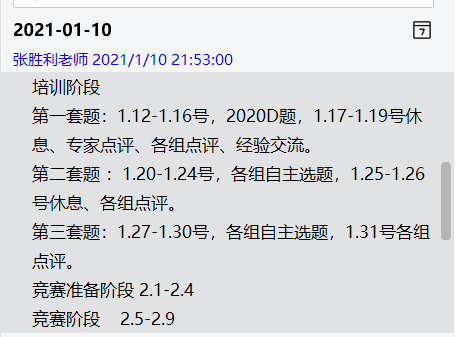 2021-01-10
7
张胜利老师 2021/1/10 21:53:00
培训阶段
第一套题：1.12-1.16号，2020D题，1.17-1.19号休
息、专家点评、各组点评、经验交流。
第二套题 ：1.20-1.24号，各组自主选题，1.25-1.26
号休息、各组点评。
第三套题：1.27-1.30号，各组自主选题，1.31号各组
点评。
竞赛准备阶段 2.1-2.4
竞赛阶段 2.5-2.9